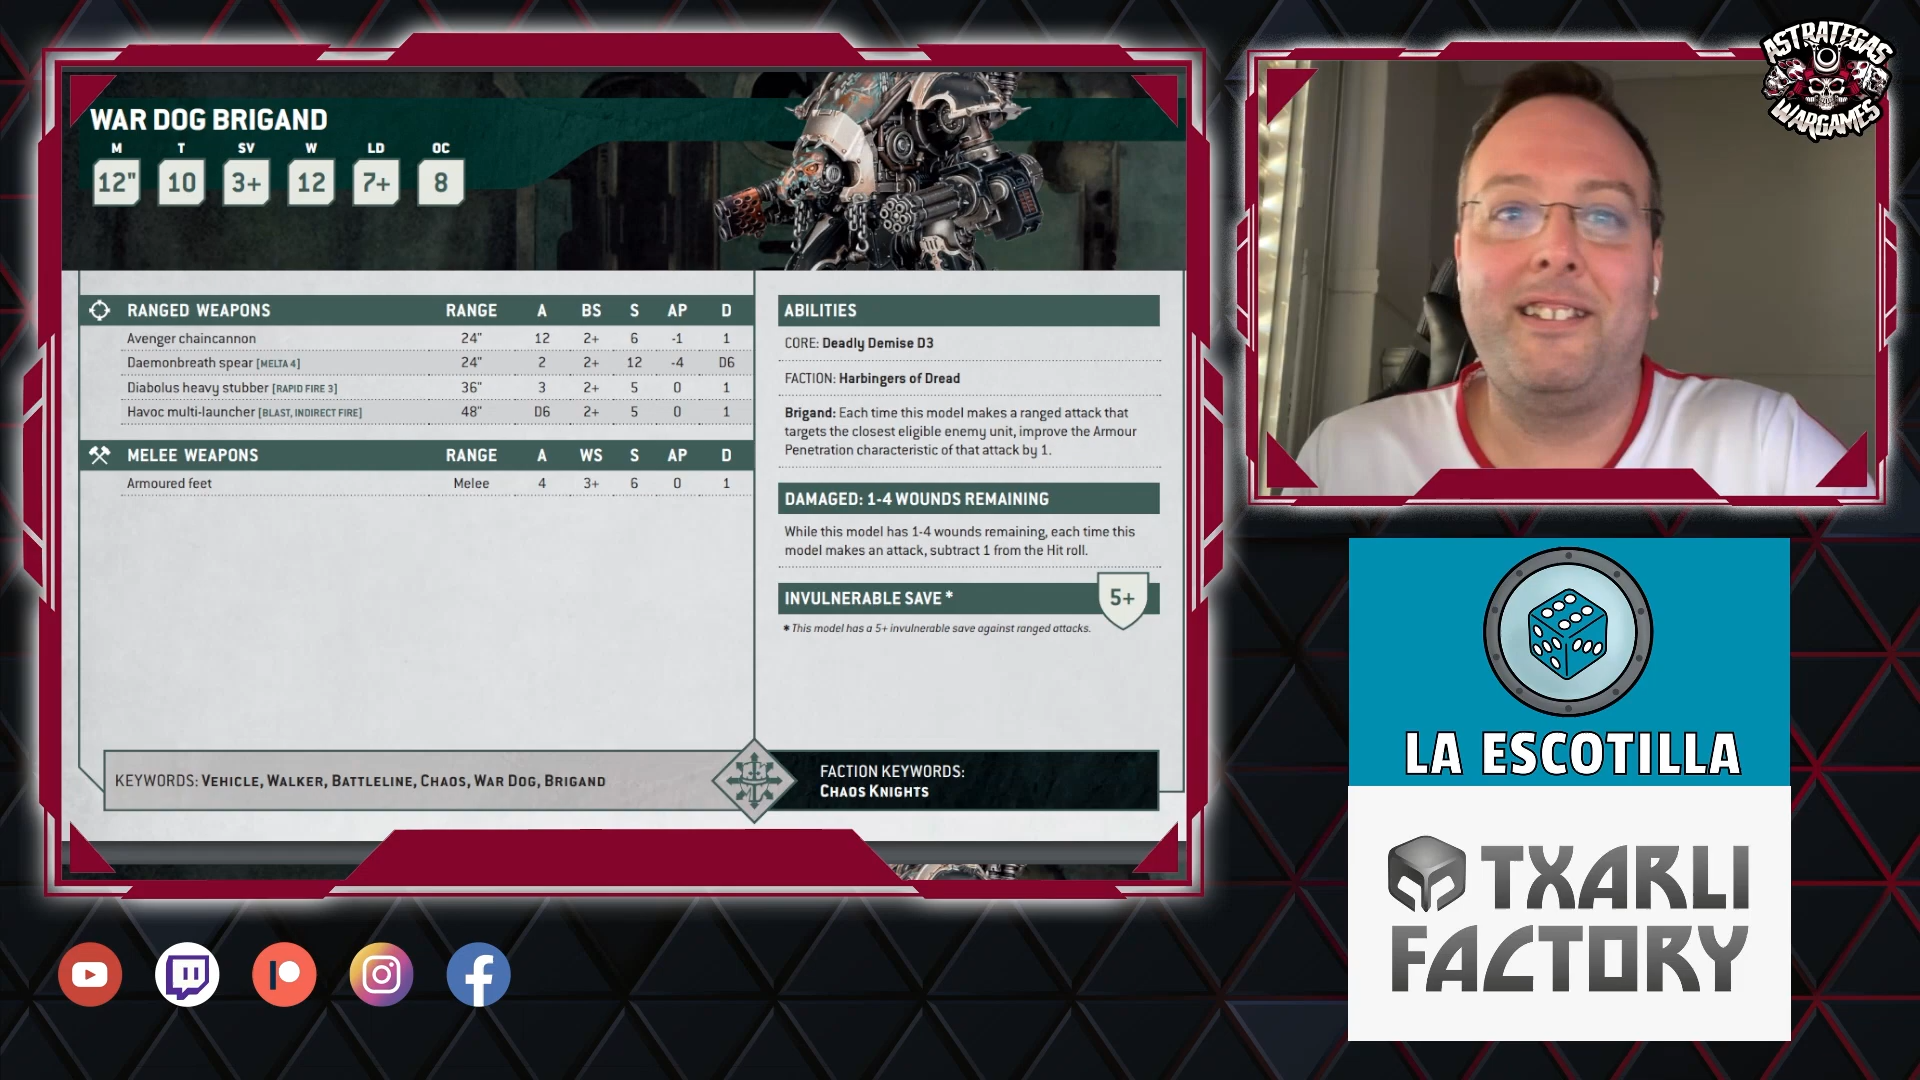 WAR DOG BRIGAND
M T SV W LD OC
12" 10 3+ 12 7+ 8
RANGED WEAPONS RANGE A BS S AP D
Avenger chaincannon 24" 12 2+ 6 -1 1
Daemonbreath spear [MELTA 4] 24" 2 2+ 12 -4 D6
Diabolus heavy stubber [RAPID FIRE 3] 36" 3 2+ 5 0 1
Havoc multi-launcher [BLAST, INDIRECT FIRE] 48" D6 2+ 5 0 1
MELEE WEAPONS RANGE A WS S AP D
Armoured feet Melee 4 3+ 6 0 1
ABILITIES
CORE: Deadly Demise D3
FACTION: Harbingers of Dread
Brigand: Each time this model makes a ranged attack that
targets the closest eligible enemy unit, improve the Armour
Penetration characteristic of that attack by 1.
DAMAGED: 1-4 WOUNDS REMAINING
While this model has 1-4 wounds remaining, each time this
model makes an attack, subtract 1 from the Hit roll.
INVULNERABLE SAVE * 5+
* This model has a 5+ invulnerable save against ranged attacks.
KEYWORDS: VEHICLE, WALKER, BATTLELINE, CHAOS, WAR DOG, BRIGAND
FACTION KEYWORDS:
CHAOS KNIGHTS
ASTRATEGAS
WARGAMES
LA ESCOTILLA
TXARLI
FACTORY